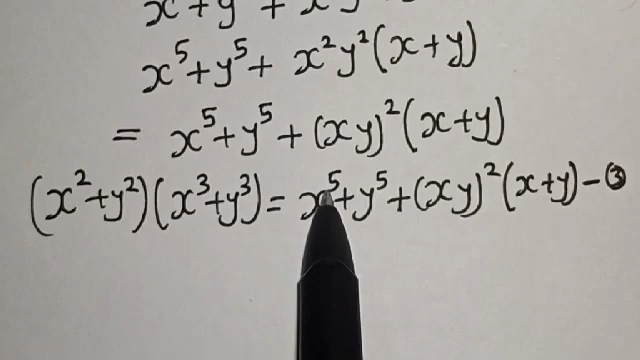 x⁵+y⁵+ x²y²(x+y)
= x⁵+y⁵+(xy)²(x+y)
(x²+y²)(x³+y³)= x⁵+y⁵+(xy)²(x+y)-③